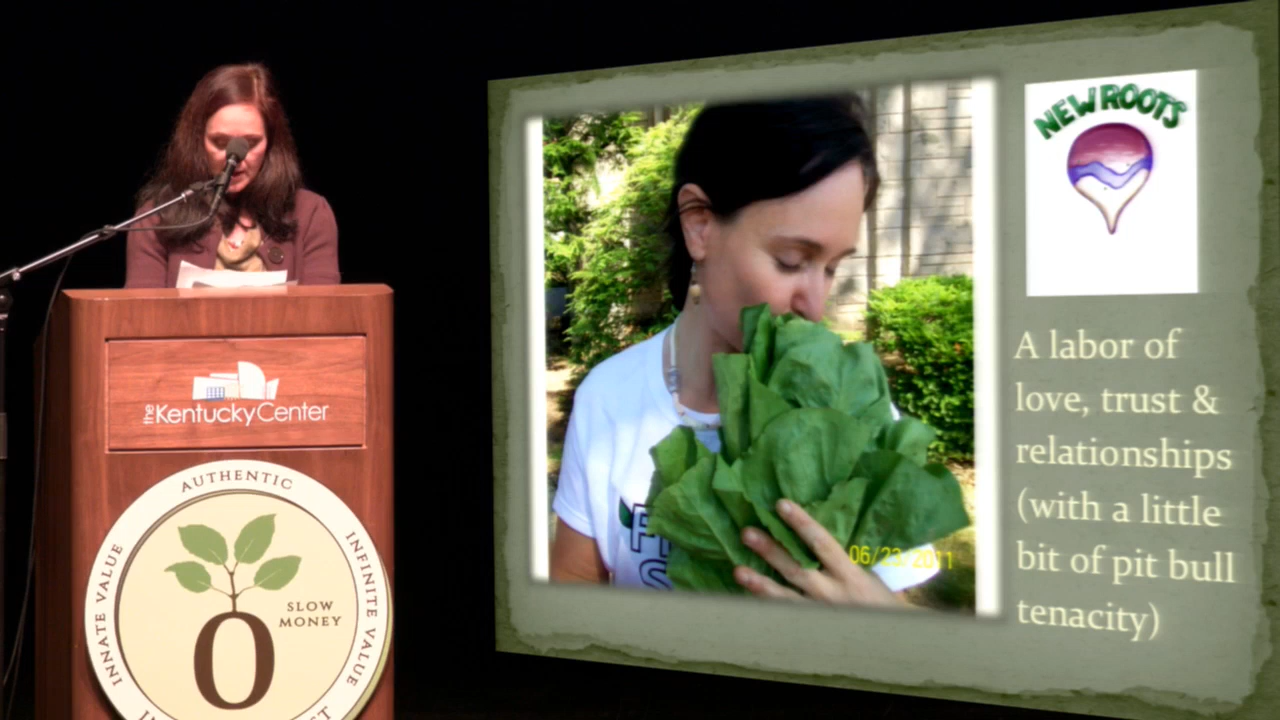 the Kentucky Center
AUTHENTIC
INNATE VALUE
INFINITE VALUE
SLOW
MONEY
0
NEW ROOTS
A labor of
love, trust &
relationships
(with a little
bit of pit bull
tenacity)
06/23/2011